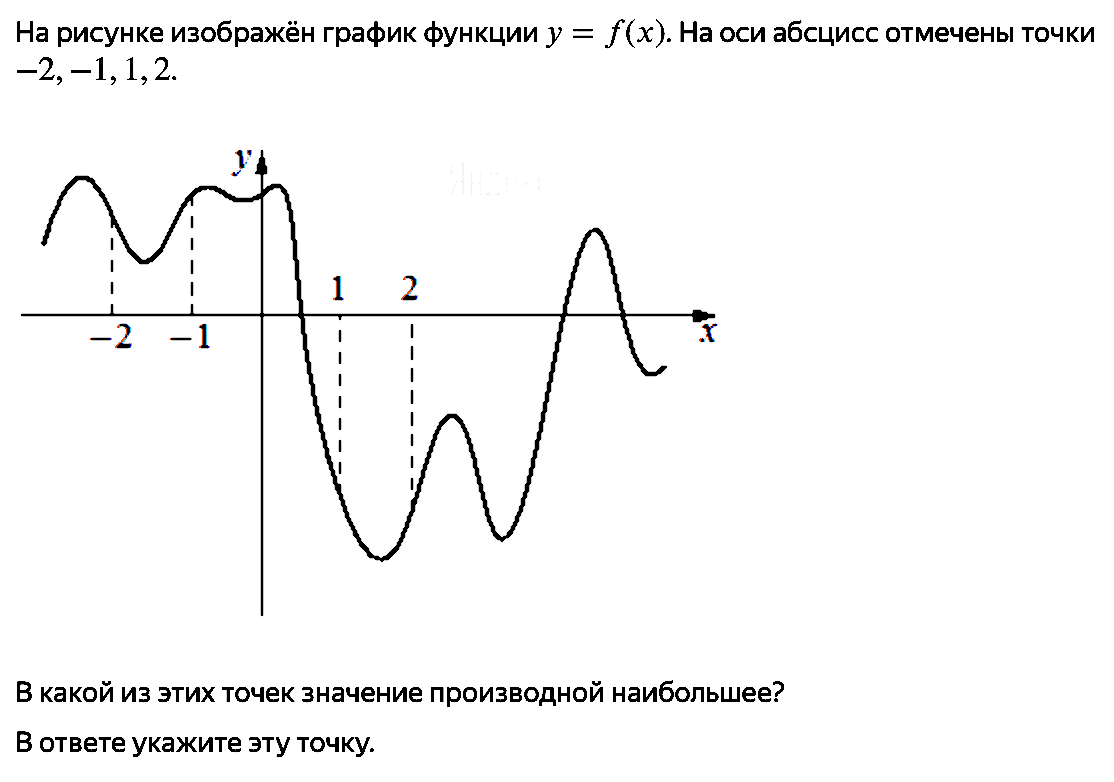 На рисунке изображён график функции y = f(x). На оси абсцисс отмечены точки
−2, −1, 1, 2.
y
Яндекс
1 2
−2 −1 x
В какой из этих точек значение производной наибольшее?
В ответе укажите эту точку.